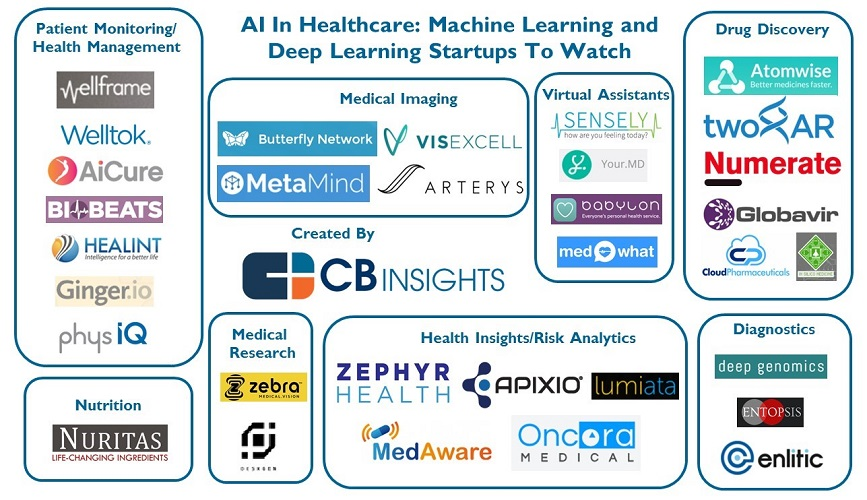 AI In Healthcare: Machine Learning and
Deep Learning Startups To Watch
Patient Monitoring/
Health Management
wellframe
Welltok.
AiCure
BIOBEATS
HEALINT
Intelligence for a better life
Ginger.io
physIQ
Nutrition
NURITAS
LIFE-CHANGING INGREDIENTS
Medical Imaging
Butterfly Network
VISEXCELL
MetaMind
ARTERYS
Created By
CB INSIGHTS
Virtual Assistants
SENSELY
how are you feeling today?
Your.MD
babylon
Everyone's personal health service.
med what
Drug Discovery
Atomwise
Better medicines faster.
twoXAR
Numerate
Globavir
CloudPharmaceuticals
IN SILICO MEDICINE
Medical
Research
zebra
MEDICAL VISION
DESKGEN
Health Insights/Risk Analytics
ZEPHYR
HEALTH
APIXIO
lumiata
MedAware
Oncora
MEDICAL
Diagnostics
deep genomics
ENTOPSIS
enlitic